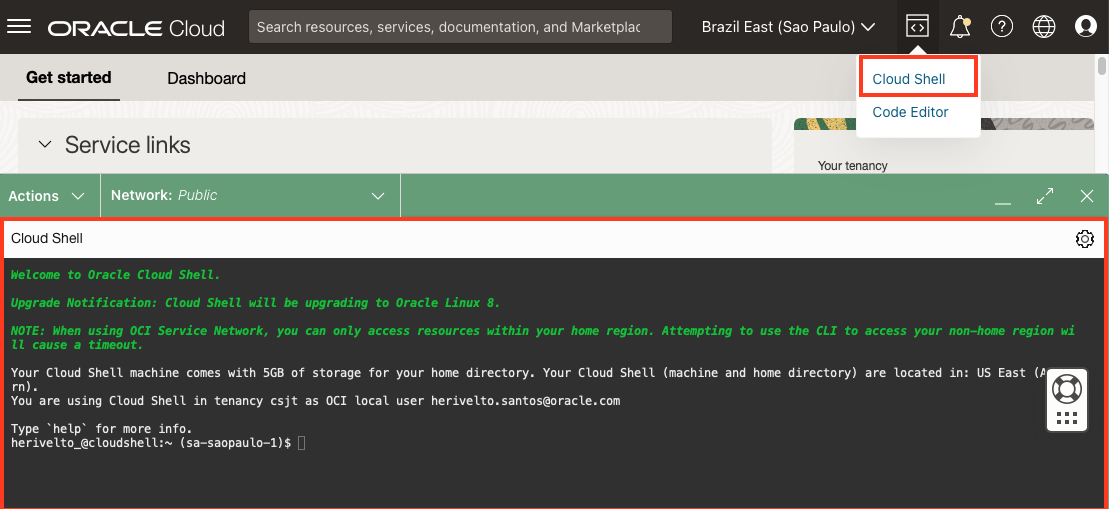 ORACLE Cloud
Search resources, services, documentation, and Marketplac
Brazil East (Sao Paulo)
Get started
Dashboard
Cloud Shell
Code Editor
Service links
Your tenancy
Actions
Network: Public
Cloud Shell
Welcome to Oracle Cloud Shell.
Upgrade Notification: Cloud Shell will be upgrading to Oracle Linux 8.
NOTE: When using OCI Service Network, you can only access resources within your home region. Attempting to use the CLI to access your non-home region wi
ll cause a timeout.
Your Cloud Shell machine comes with 5GB of storage for your home directory. Your Cloud Shell (machine and home directory) are located in: US East (A
rn).
You are using Cloud Shell in tenancy csjt as OCI local user herivelto.santos@oracle.com
Type `help` for more info.
herivelto_@cloudshell:~ (sa-saopaulo-1)$